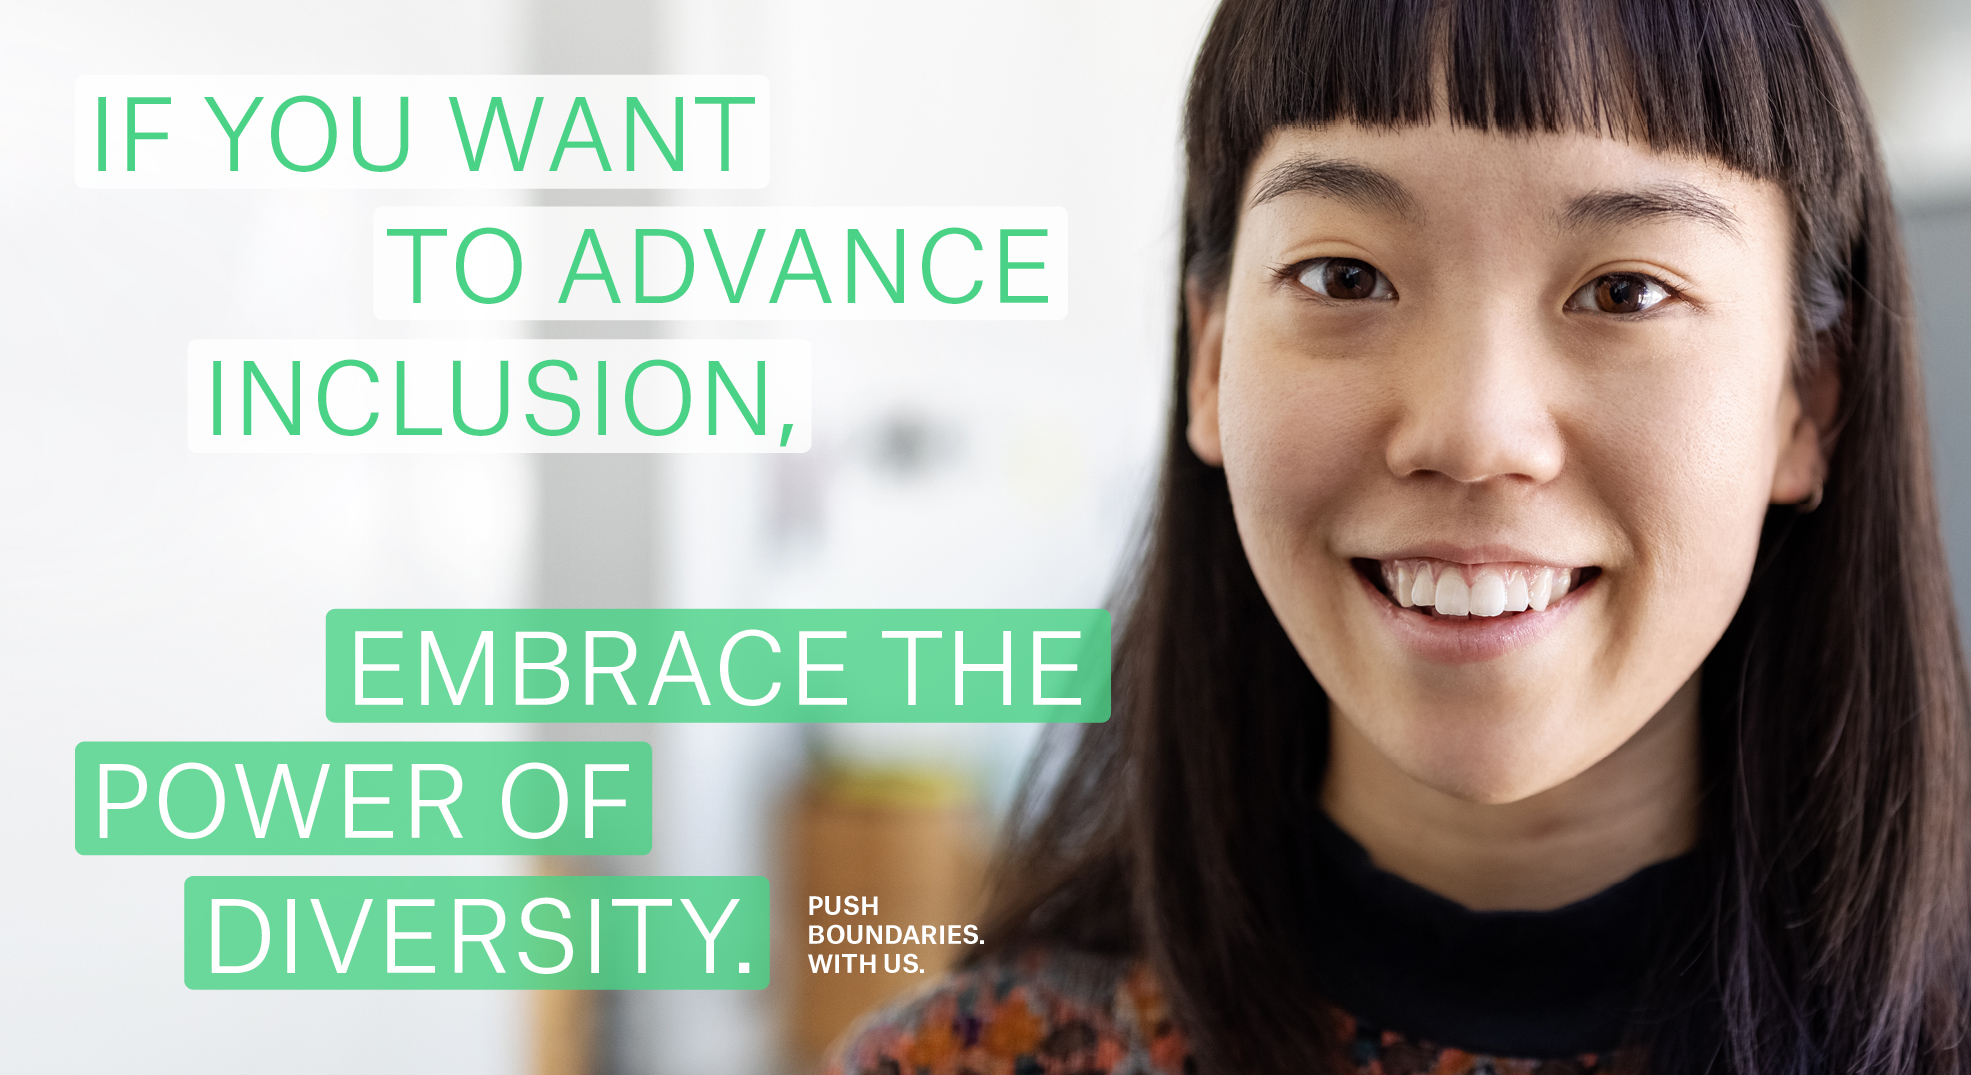 IF YOU WANT
TO ADVANCE
INCLUSION,
EMBRACE THE
POWER OF
DIVERSITY.
PUSH
BOUNDARIES.
WITH US.